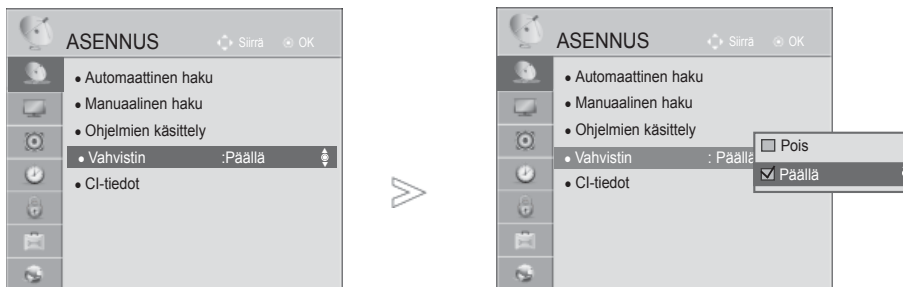 ASENNUS Siirrä OK
• Automaattinen haku
• Manuaalinen haku
• Ohjelmien käsittely
• Vahvistin :Päällä
• CI-tiedot
ASENNUS Siirrä OK
• Automaattinen haku
• Manuaalinen haku
• Ohjelmien käsittely
• Vahvistin : Päällä
• CI-tiedot
Pois
Päällä